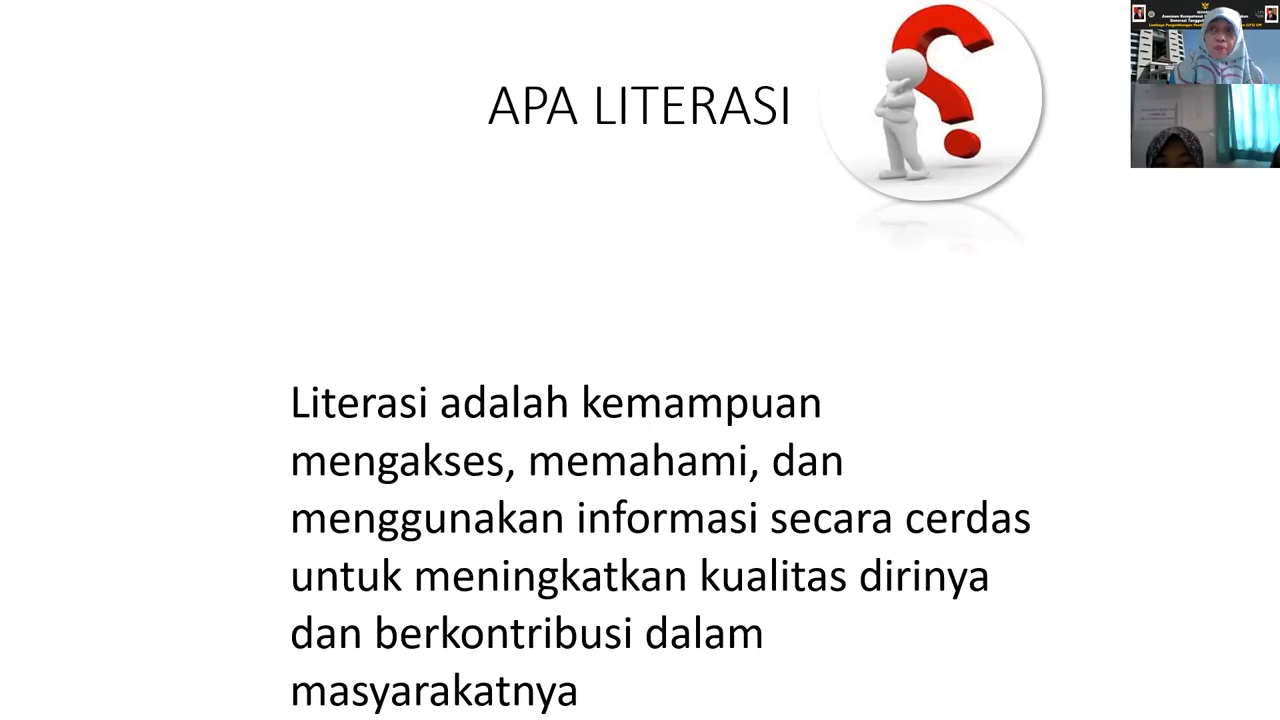 APA LITERASI
Literasi adalah kemampuan
mengakses, memahami, dan
menggunakan informasi secara cerdas
untuk meningkatkan kualitas dirinya
dan berkontribusi dalam
masyarakatnya